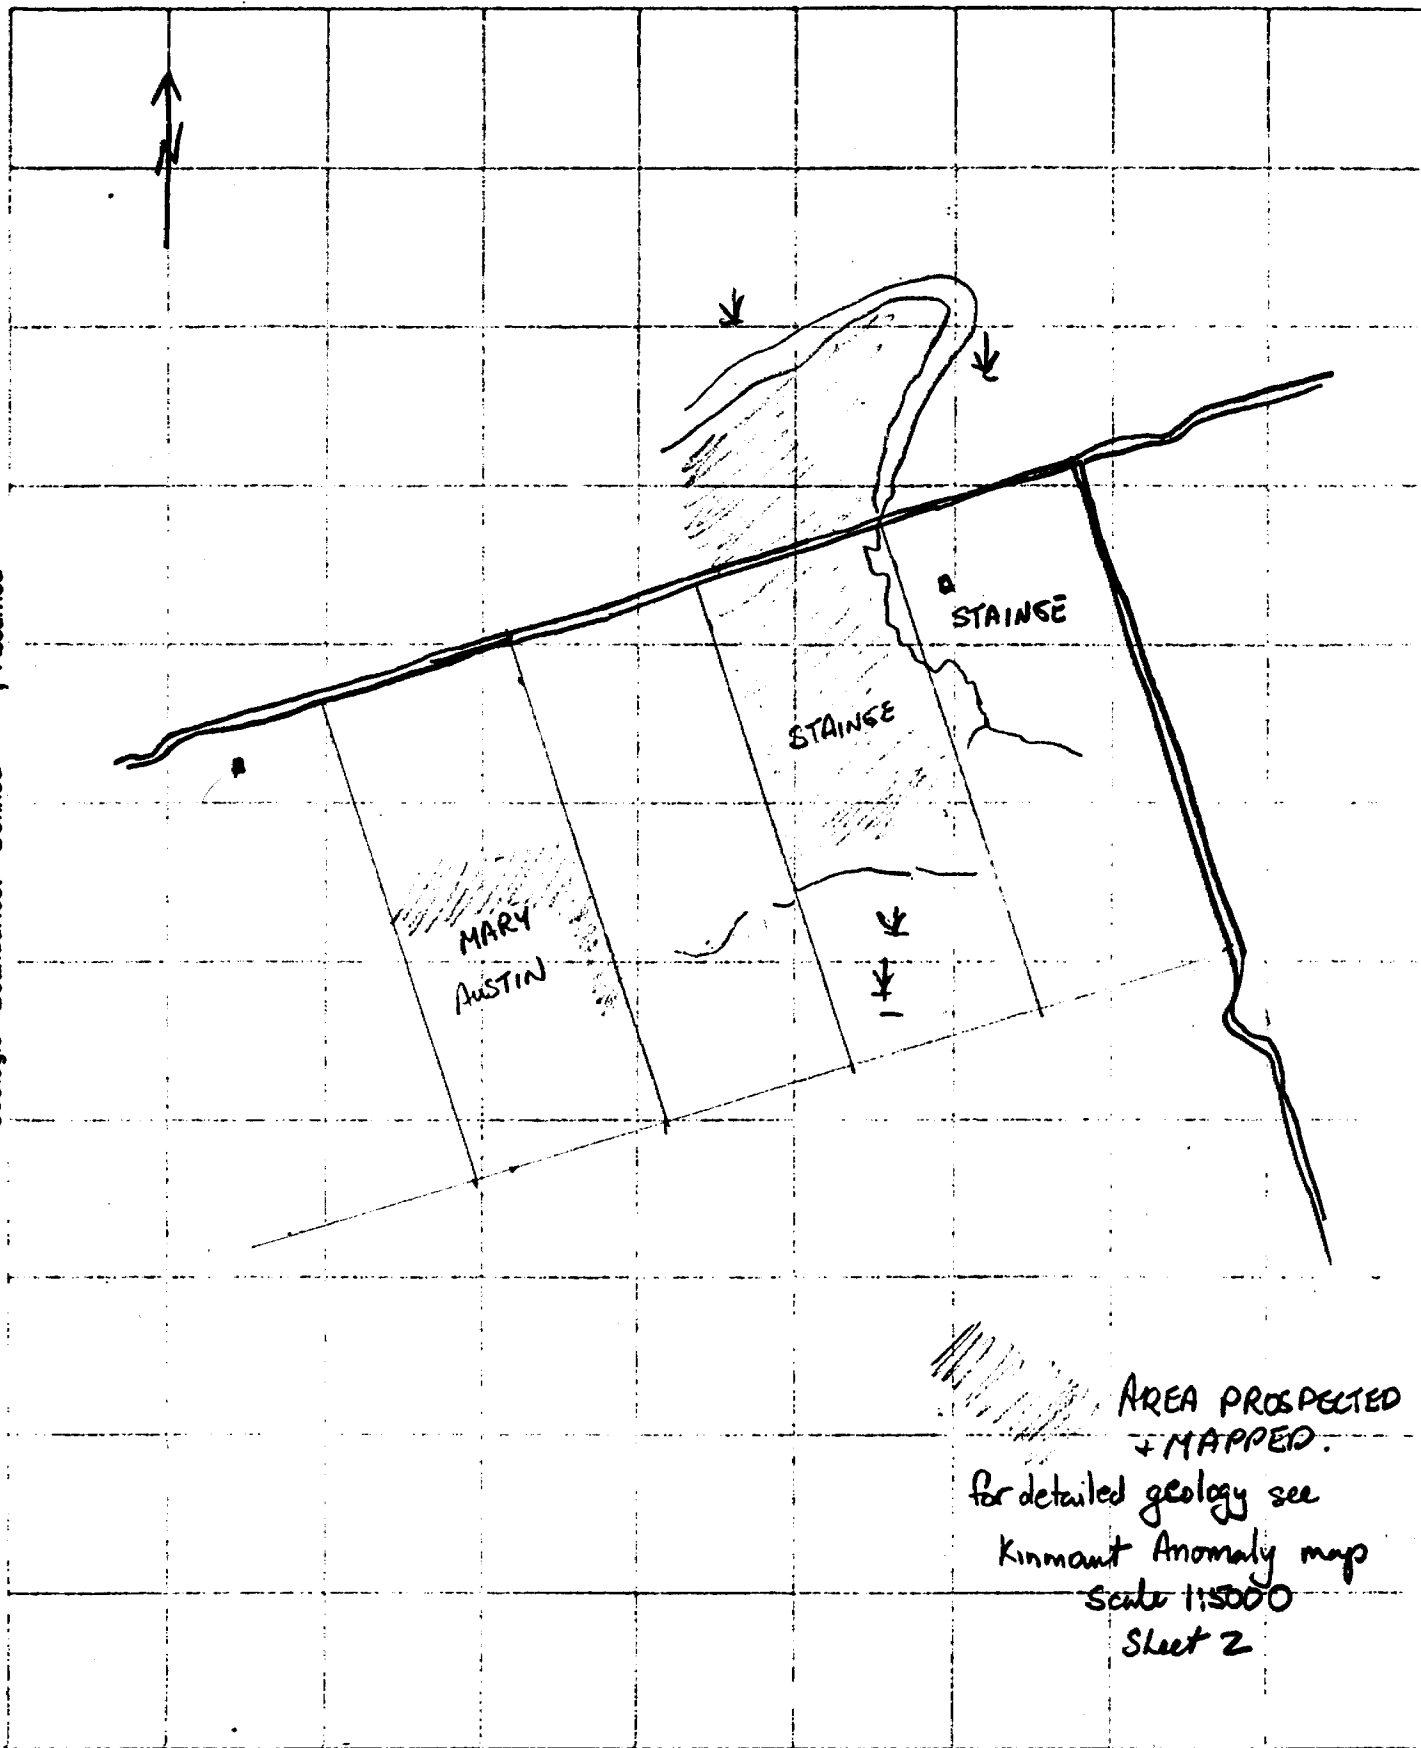 N
STAINGE
STAINGE
MARY
AUSTIN
AREA PROSPECTED
+ MAPPED.
for detailed geology see
Kinmount Anomaly map
Scale 1:5000
Sheet 2